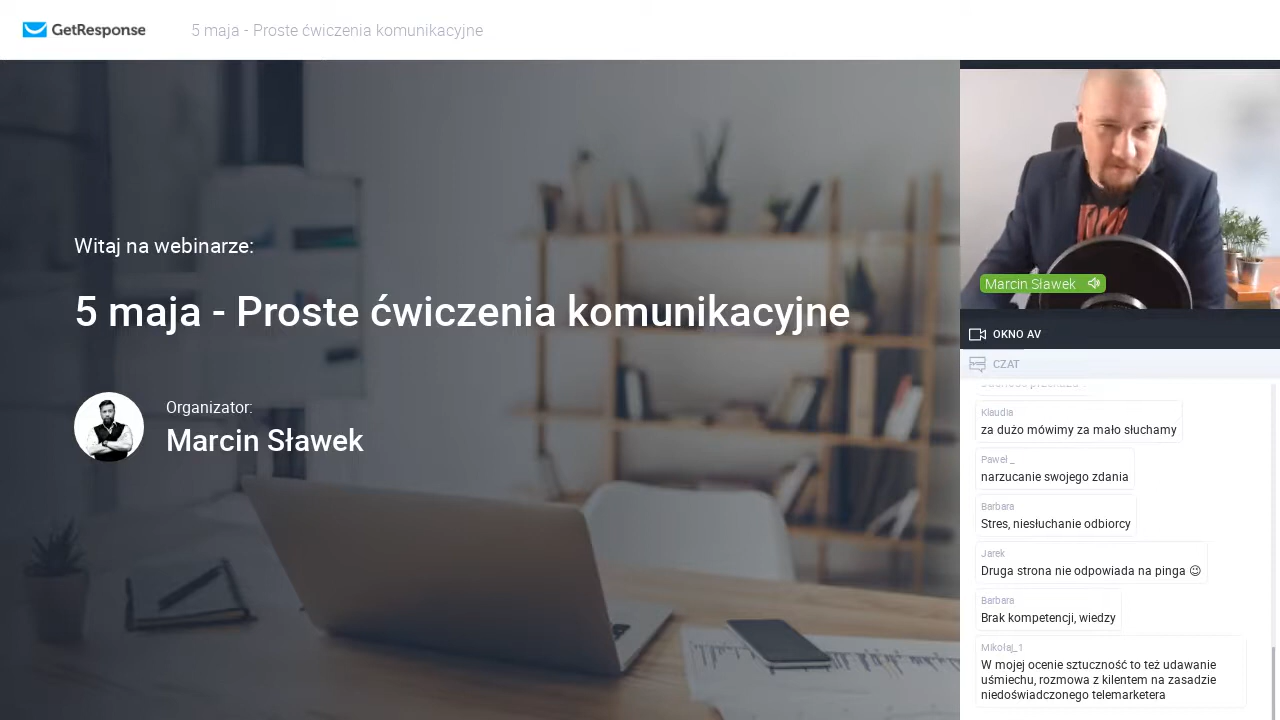 GetResponse
5 maja - Proste ćwiczenia komunikacyjne
Witaj na webinarze:
5 maja - Proste ćwiczenia komunikacyjne
Organizator:
Marcin Sławek
Marcin Sławek
OKNO AV
CZAT
Klaudia
za dużo mówimy za mało słuchamy
Paweł _
narzucanie swojego zdania
Barbara
Stres, niesłuchanie odbiorcy
Jarek
Druga strona nie odpowiada na pinga 😉
Barbara
Brak kompetencji, wiedzy
Mikołaj_1
W mojej ocenie sztuczność to też udawanie
uśmiechu, rozmowa z kilentem na zasadzie
niedoświadczonego telemarketera